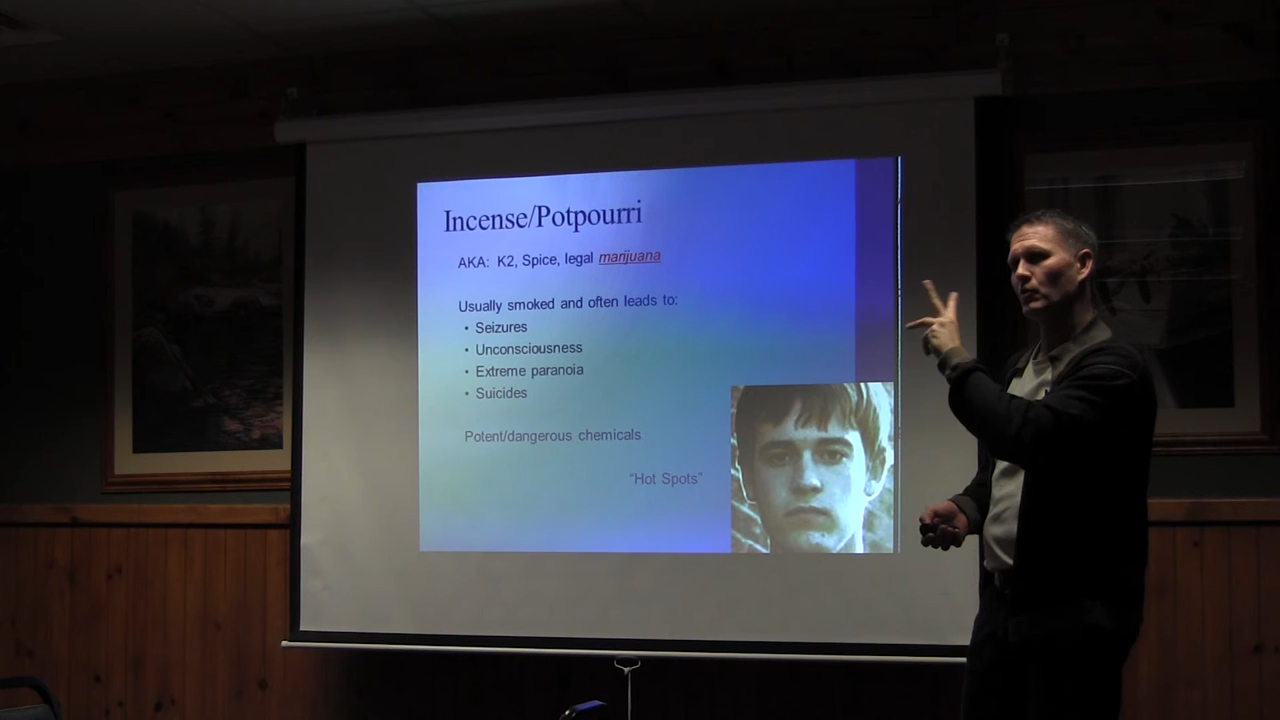 Incense/Potpourri
AKA: K2, Spice, legal marijuana
Usually smoked and often leads to:
• Seizures
• Unconsciousness
• Extreme paranoia
• Suicides
Potent/dangerous chemicals
“Hot Spots”